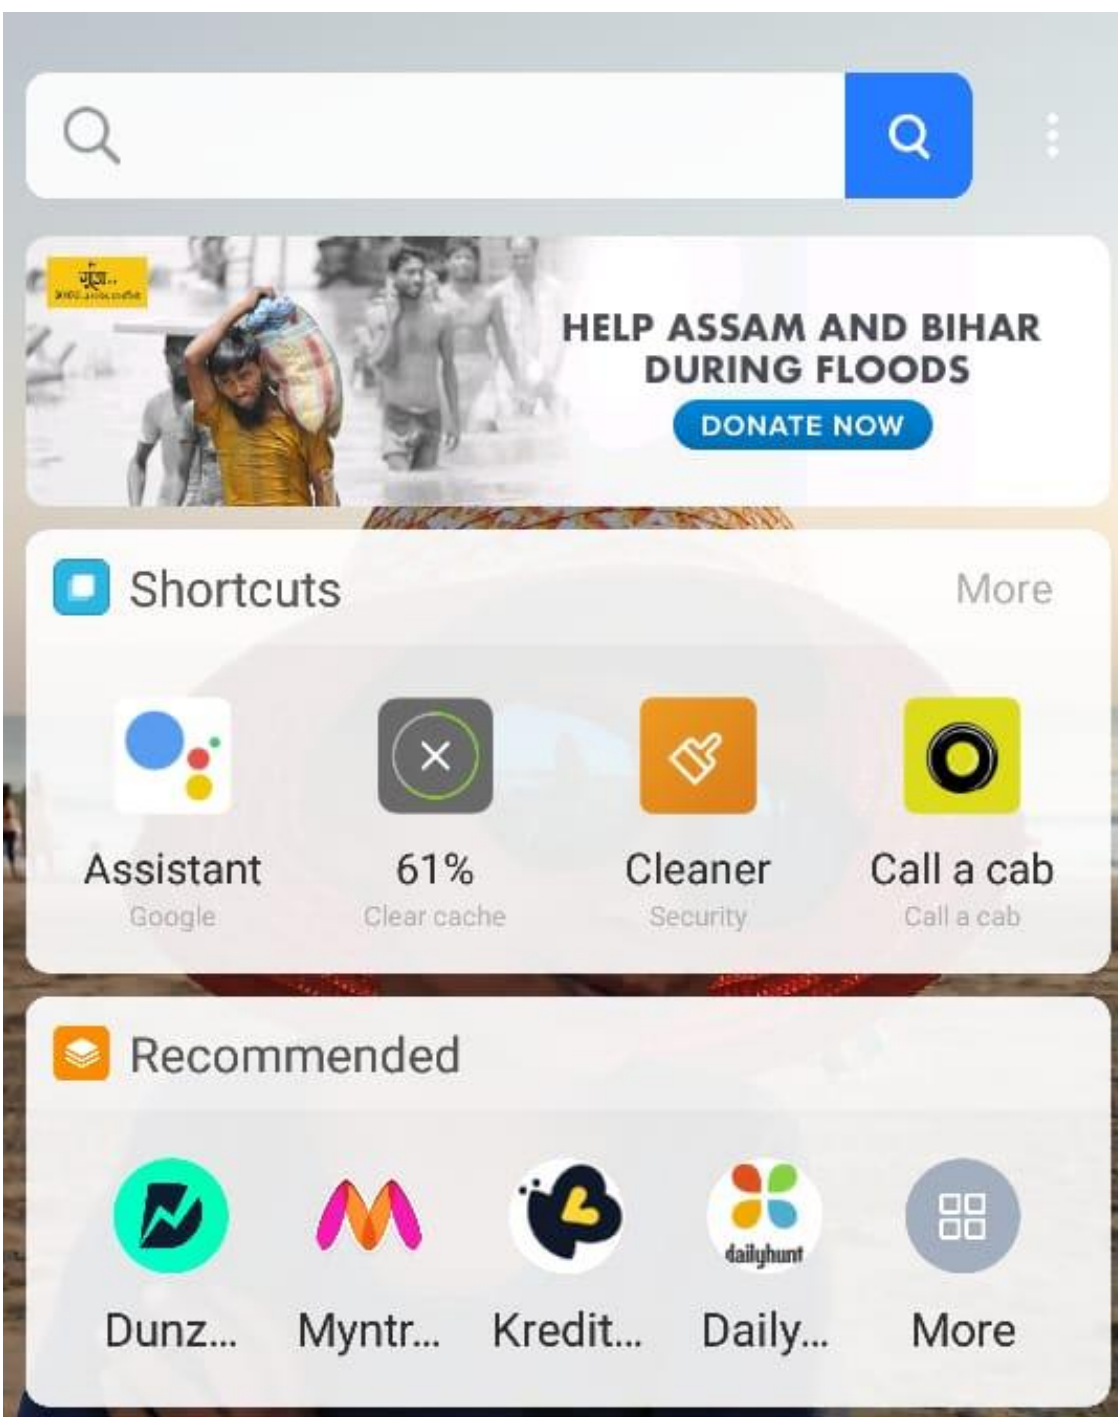 गूंज..
HELP ASSAM AND BIHAR
DURING FLOODS
DONATE NOW
Shortcuts
More
Assistant
61%
Cleaner
Call a cab
Google
Clear cache
Security
Call a cab
Recommended
dailyhunt
Dunz...
Myntr...
Kredit...
Daily...
More